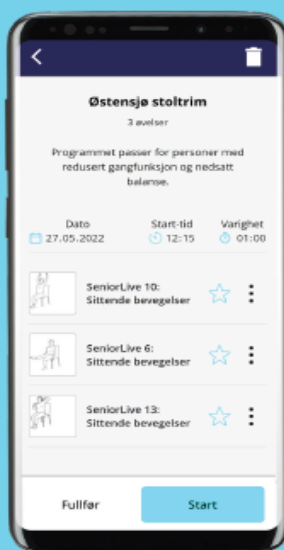 Østensjø stoltrim
3 øvelser
Programmet passer for personer med
redusert gangfunksjon og nedsatt
balanse.
Dato Start-tid Varighet
27.05.2022 12:15 01:00
SeniorLive 10:
Sittende bevegelser
SeniorLive 6:
Sittende bevegelser
SeniorLive 13:
Sittende bevegelser
Fullfør Start